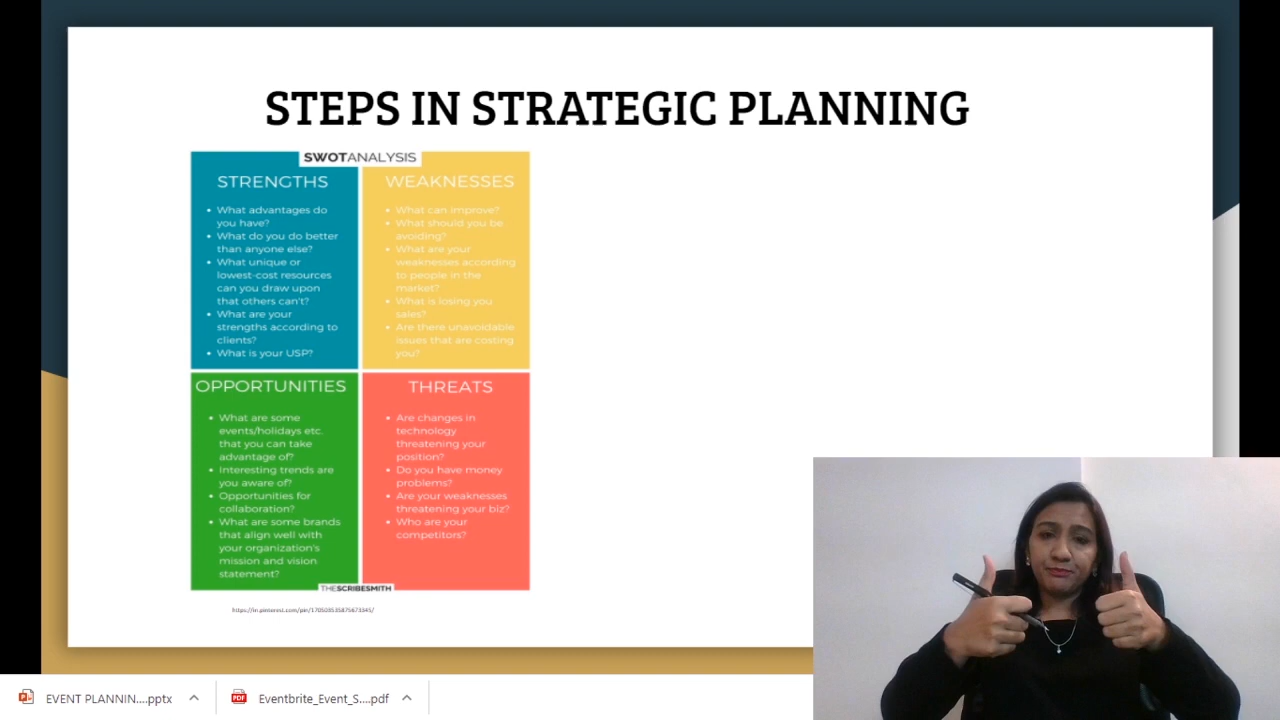 STEPS IN STRATEGIC PLANNING
SWOTANALYSIS
STRENGTHS
• What advantages do
you have?
• What do you do better
than anyone else?
• What unique or
lowest-cost resources
can you draw upon
that others can't?
• What are your
strengths according to
clients?
• What is your USP?
WEAKNESSES
• What can improve?
• What should you be
avoiding?
• What are your
weaknesses according
to people in the
market?
• What is losing you
sales?
• Are there unavoidable
issues that are costing
you?
OPPORTUNITIES
• What are some
events/holidays etc.
that you can take
advantage of?
• Interesting trends are
you aware of?
• Opportunities for
collaboration?
• What are some brands
that align well with
your organization's
mission and vision
statement?
THREATS
• Are changes in
technology
threatening your
position?
• Do you have money
problems?
• Are your weaknesses
threatening your biz?
• Who are your
competitors?
THESCRIBESMITH
EVENT PLANNIN....pptx
PDF
Eventbrite_Event_S....pdf